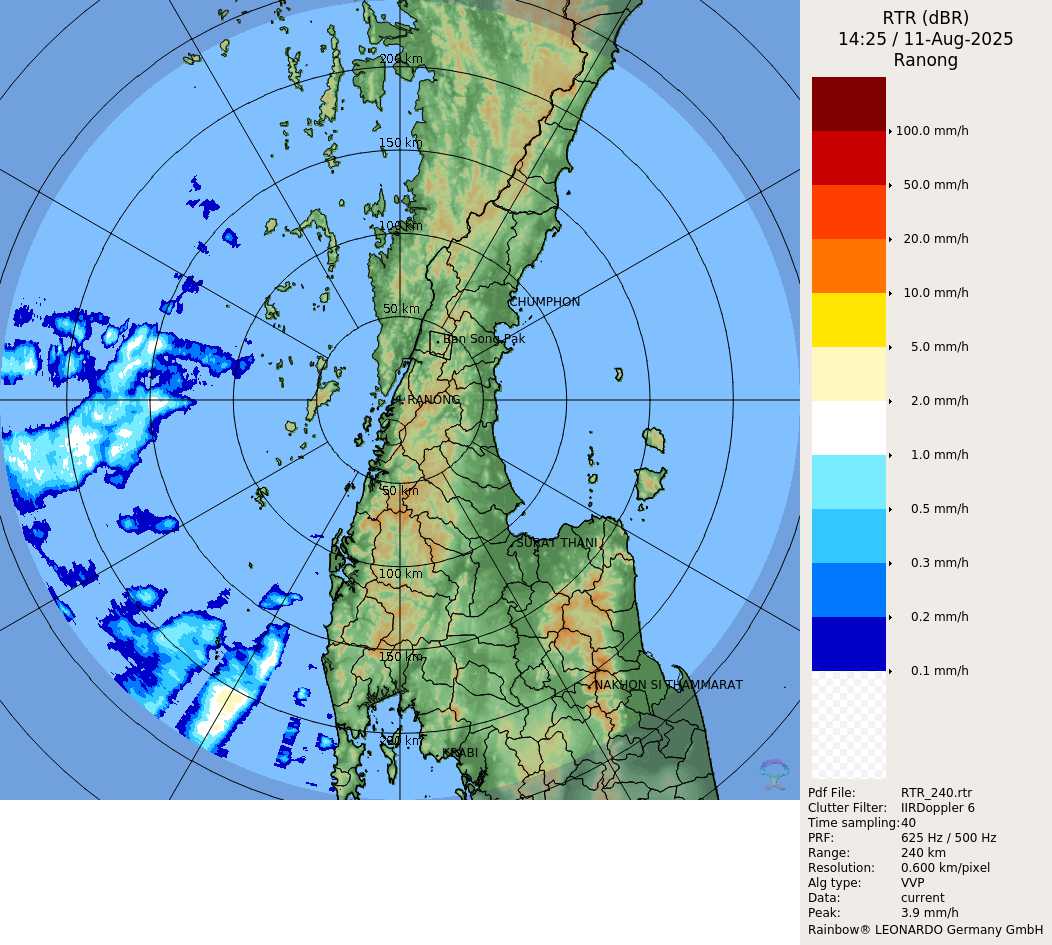 RTR (dBR)
14:25 / 11-Aug-2025
Ranong
100.0 mm/h
50.0 mm/h
20.0 mm/h
10.0 mm/h
5.0 mm/h
2.0 mm/h
1.0 mm/h
0.5 mm/h
0.3 mm/h
0.2 mm/h
0.1 mm/h
200 km
150 km
100 km
CHUMPHON
50 km
Ban Song Pak
RANONG
50 km
SURAT THANI
100 km
150 km
NAKHON SI THAMMARAT
200 km
KRABI
Pdf File: RTR_240.rtr
Clutter Filter: IIRDoppler 6
Time sampling:40
PRF: 625 Hz / 500 Hz
Range: 240 km
Resolution: 0.600 km/pixel
Alg type: VVP
Data: current
Peak: 3.9 mm/h
Rainbow® LEONARDO Germany GmbH